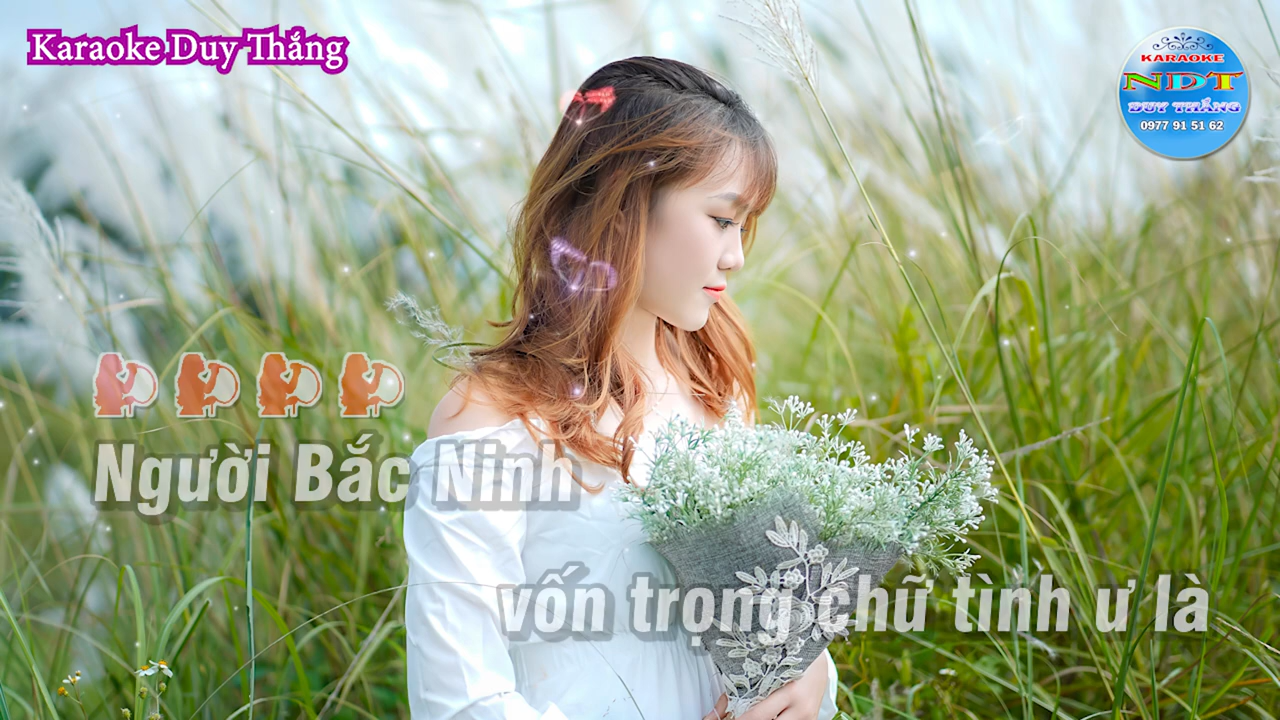 Karaoke Duy Thắng
KARAOKE
NDT
DUY THẮNG
0977 91 51 62
Người Bắc Ninh
vốn trọng chữ tình ư là